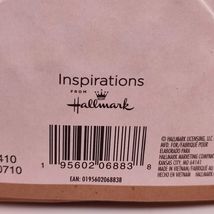 Inspirations
FROM
Hallmark
410
0710
1 95602 06883 8
EAN: 0195602068838
© HALLMARK LICENSING, LLC
MFD. FOR/FABRIQUÉ POUR
ELABORADO PARA
HALLMARK MARKETING COMPANY
KANSAS CITY, MO 64141
MADE IN VIETNAM
HECHO EN VIETNAM